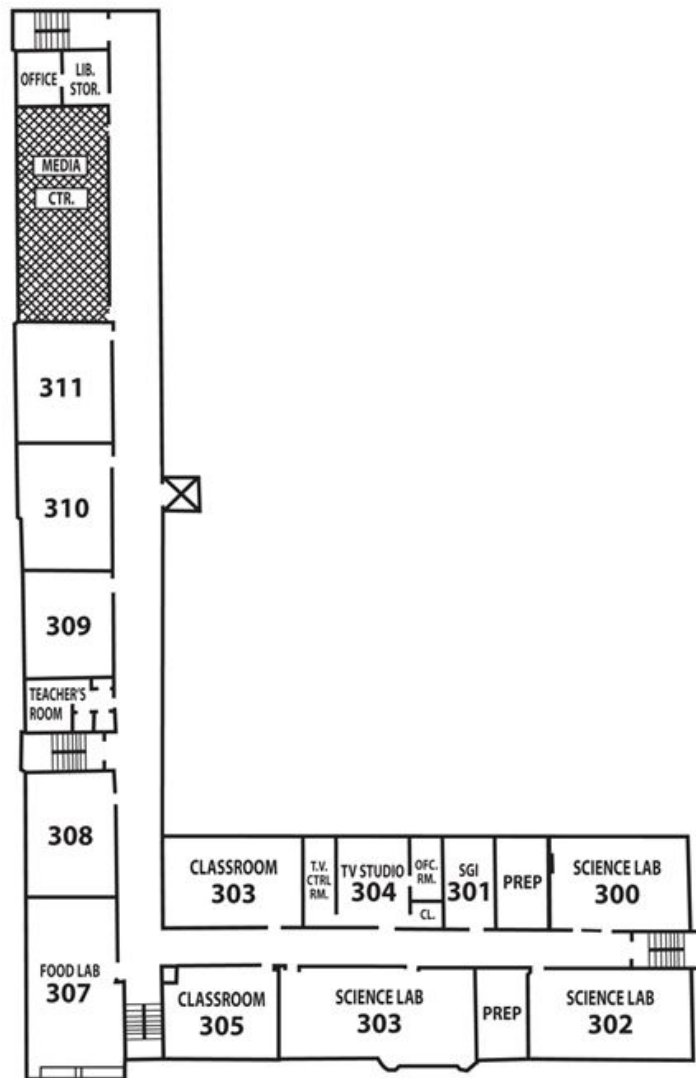 OFFICE
LIB.
STOR.
MEDIA
CTR.
311
310
309
TEACHER'S
ROOM
308
FOOD LAB
307
CLASSROOM
303
T.V.
CTRL
RM.
TV STUDIO
304
OFC.
RM.
CL.
SGI
301
PREP
SCIENCE LAB
300
CLASSROOM
305
SCIENCE LAB
303
PREP
SCIENCE LAB
302